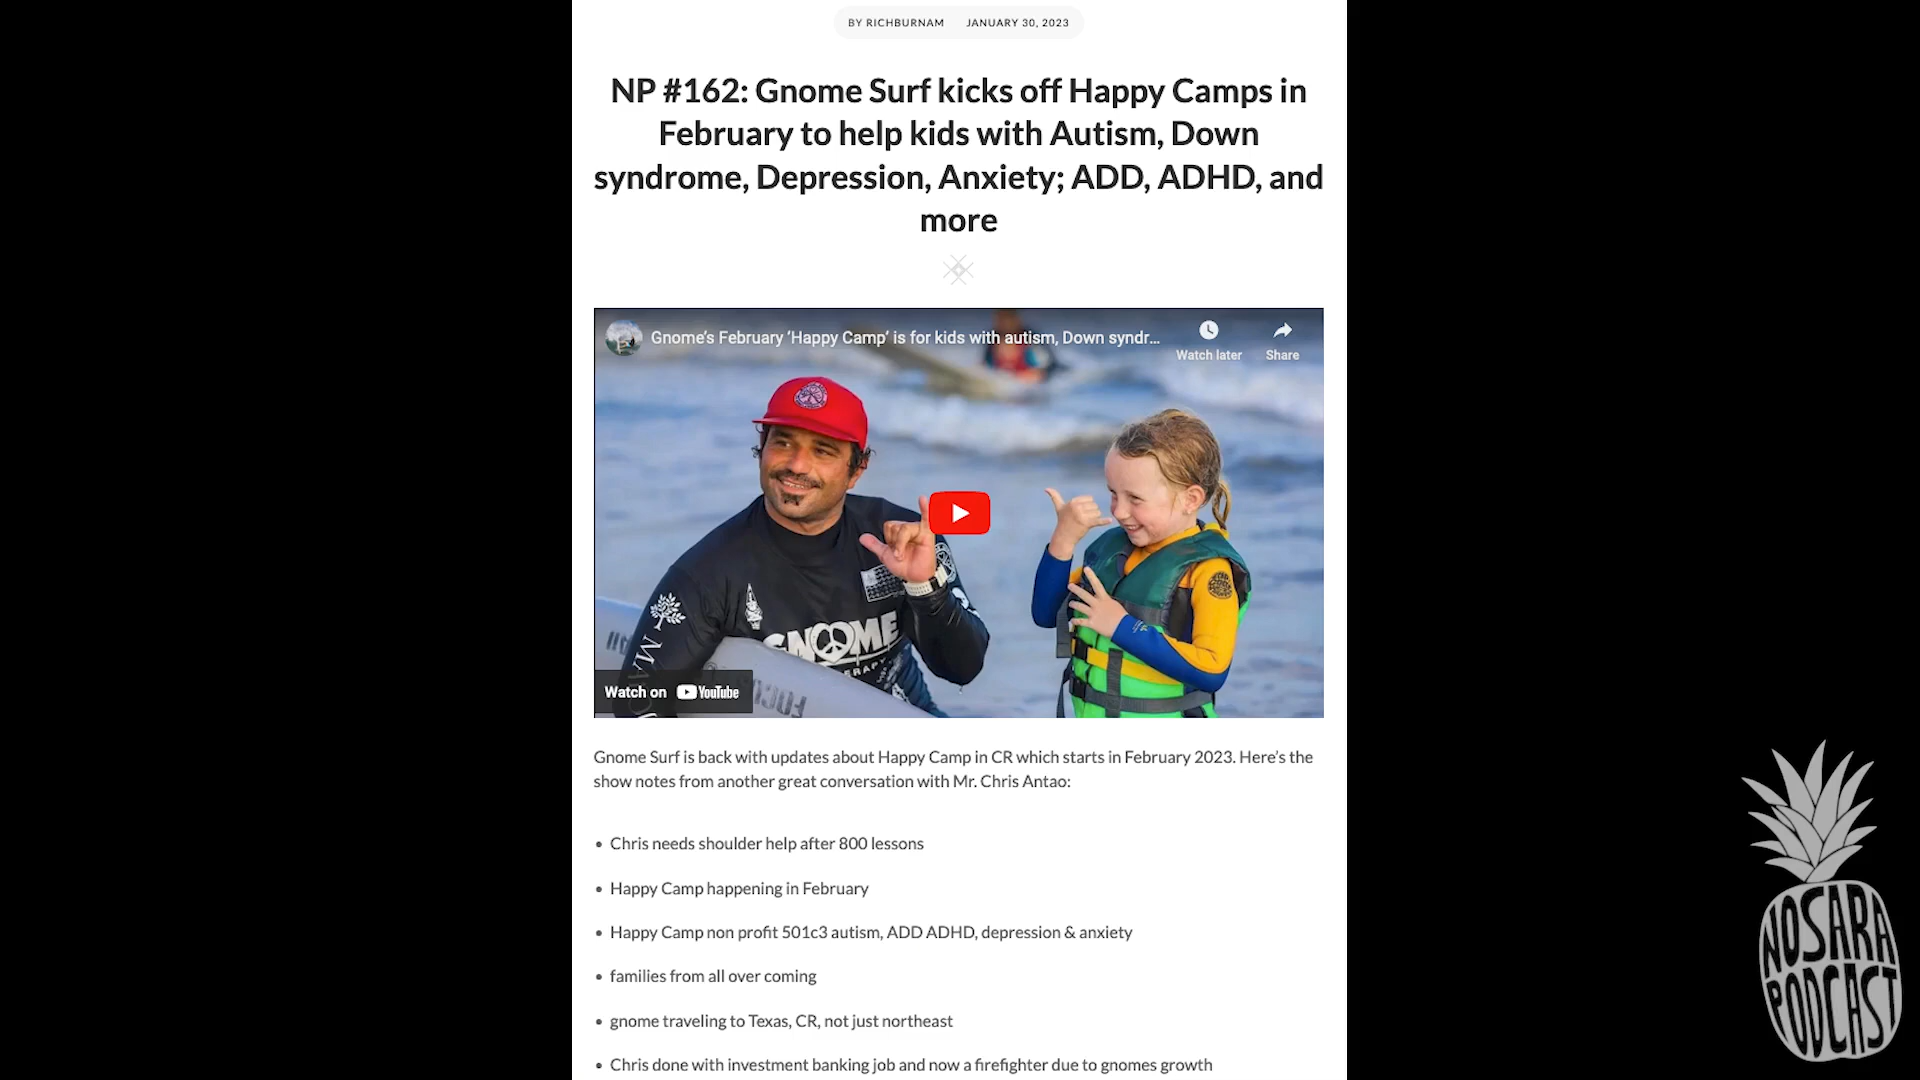 BY RICHBURNAM JANUARY 30, 2023
NP #162: Gnome Surf kicks off Happy Camps in
February to help kids with Autism, Down
syndrome, Depression, Anxiety; ADD, ADHD, and
more
Gnome's February 'Happy Camp' is for kids with autism, Down syndr...
Watch later
Share
GNOME
Watch on YouTube
Gnome Surf is back with updates about Happy Camp in CR which starts in February 2023. Here's the
show notes from another great conversation with Mr. Chris Antao:
• Chris needs shoulder help after 800 lessons
• Happy Camp happening in February
• Happy Camp non profit 501c3 autism, ADD ADHD, depression & anxiety
• families from all over coming
• gnome traveling to Texas, CR, not just northeast
• Chris done with investment banking job and now a firefighter due to gnomes growth
NOSARA
PODCAST